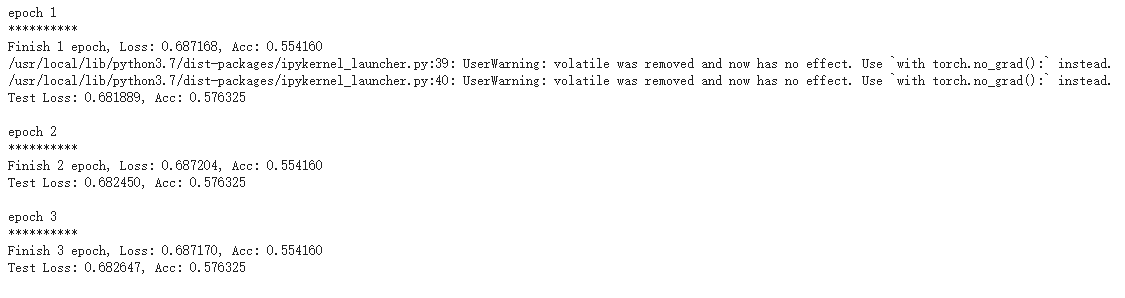 epoch 1
**********
Finish 1 epoch, Loss: 0.687168, Acc: 0.554160
/usr/local/lib/python3.7/dist-packages/ipykernel_launcher.py:39: UserWarning: volatile was removed and now has no effect. Use `with torch.no_grad():` instead.
/usr/local/lib/python3.7/dist-packages/ipykernel_launcher.py:40: UserWarning: volatile was removed and now has no effect. Use `with torch.no_grad():` instead.
Test Loss: 0.681889, Acc: 0.576325
epoch 2
**********
Finish 2 epoch, Loss: 0.687204, Acc: 0.554160
Test Loss: 0.682450, Acc: 0.576325
epoch 3
**********
Finish 3 epoch, Loss: 0.687170, Acc: 0.554160
Test Loss: 0.682647, Acc: 0.576325